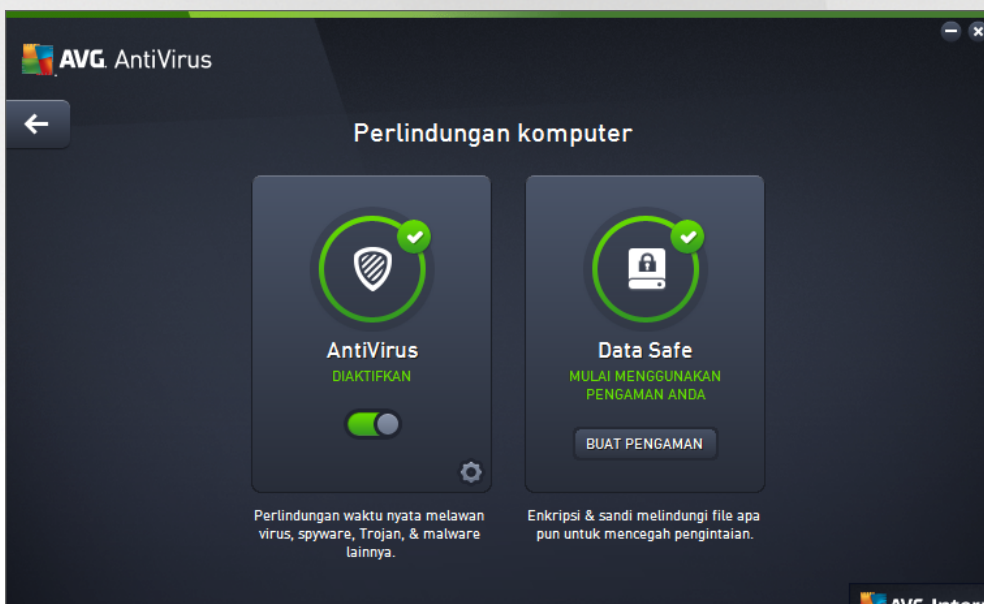 AVG. AntiVirus
Perlindungan komputer
AntiVirus
DIAKTIFKAN
Perlindungan waktu nyata melawan
virus, spyware, Trojan, & malware
lainnya.
Data Safe
MULAI MENGGUNAKAN
PENGAMAN ANDA
BUAT PENGAMAN
Enkripsi & sandi melindungi file apa
pun untuk mencegah pengintaian.
AVG